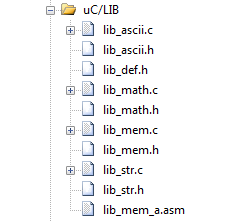 uC/LIB
lib_ascii.c
lib_ascii.h
lib_def.h
lib_math.c
lib_math.h
lib_mem.c
lib_mem.h
lib_str.c
lib_str.h
lib_mem_a.asm